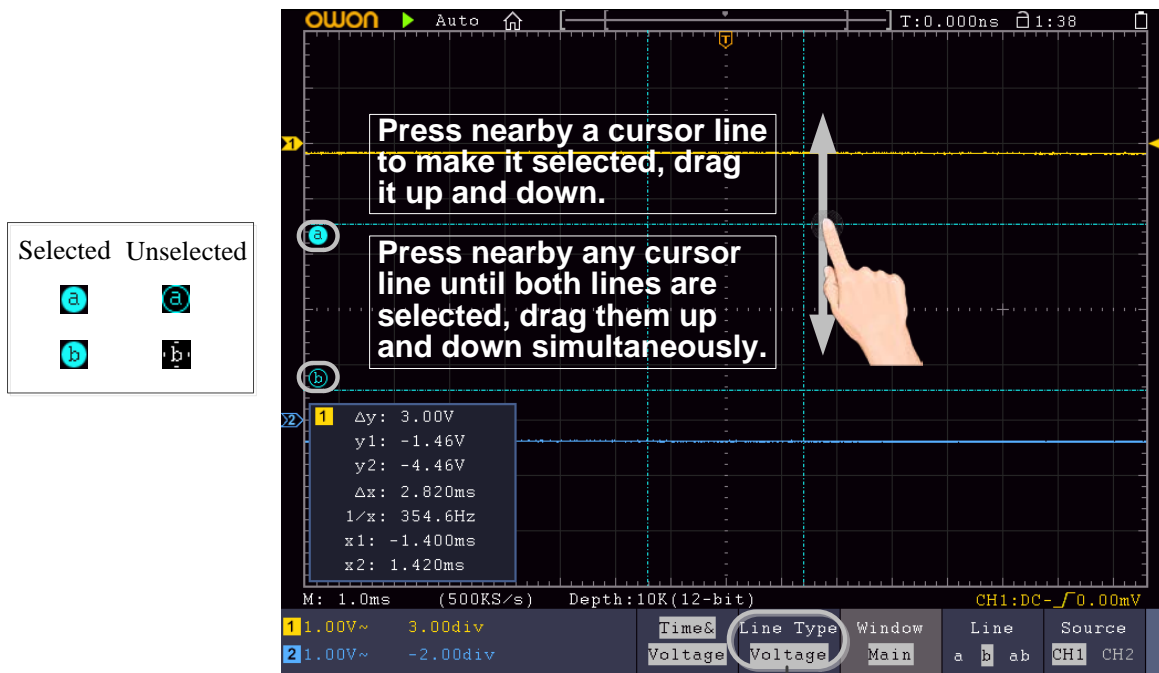 Selected Unselected
a a
b b
OWON Auto T:0.000ns 1:38
T
1
Press nearby a cursor line
to make it selected, drag
it up and down.
a
Press nearby any cursor
line until both lines are
selected, drag them up
and down simultaneously.
b
2
1 Δy: 3.00V
y1: -1.46V
y2: -4.46V
Δx: 2.820ms
1/x: 354.6Hz
x1: -1.400ms
x2: 1.420ms
M: 1.0ms (500KS/s) Depth:10K(12-bit) CH1:DC- 0.00mV
1 1.00V~ 3.00div Time& Line Type Window Line Source
2 1.00V~ -2.00div Voltage Voltage Main a b ab CH1 CH2